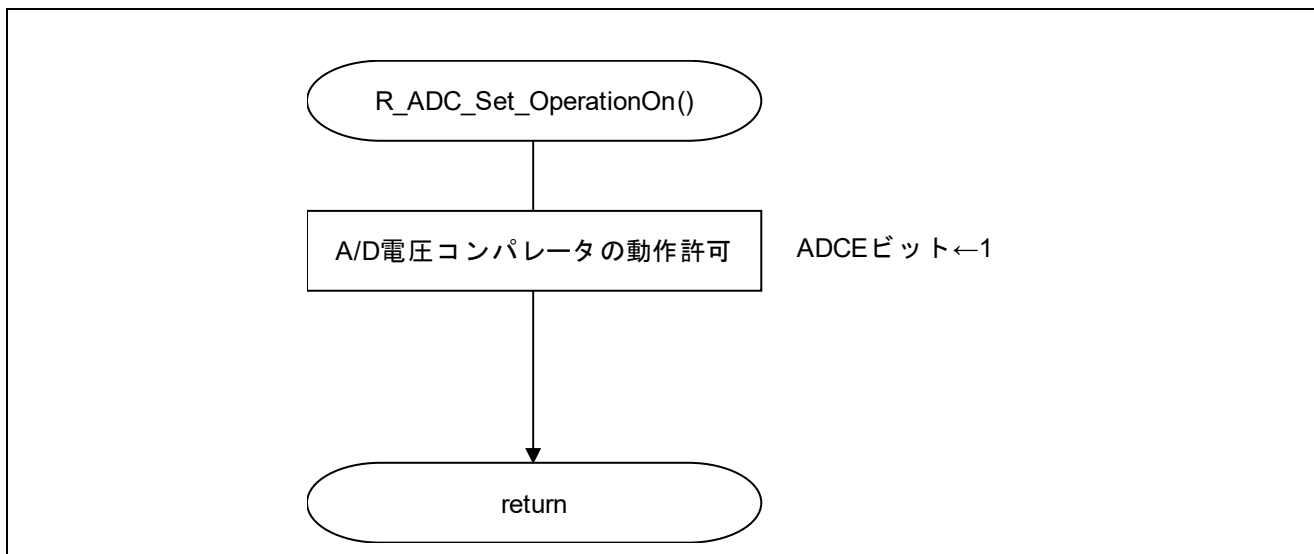 R_ADC_Set_OperationOn()
A/D電圧コンパレータの動作許可
ADCEビット←1
return